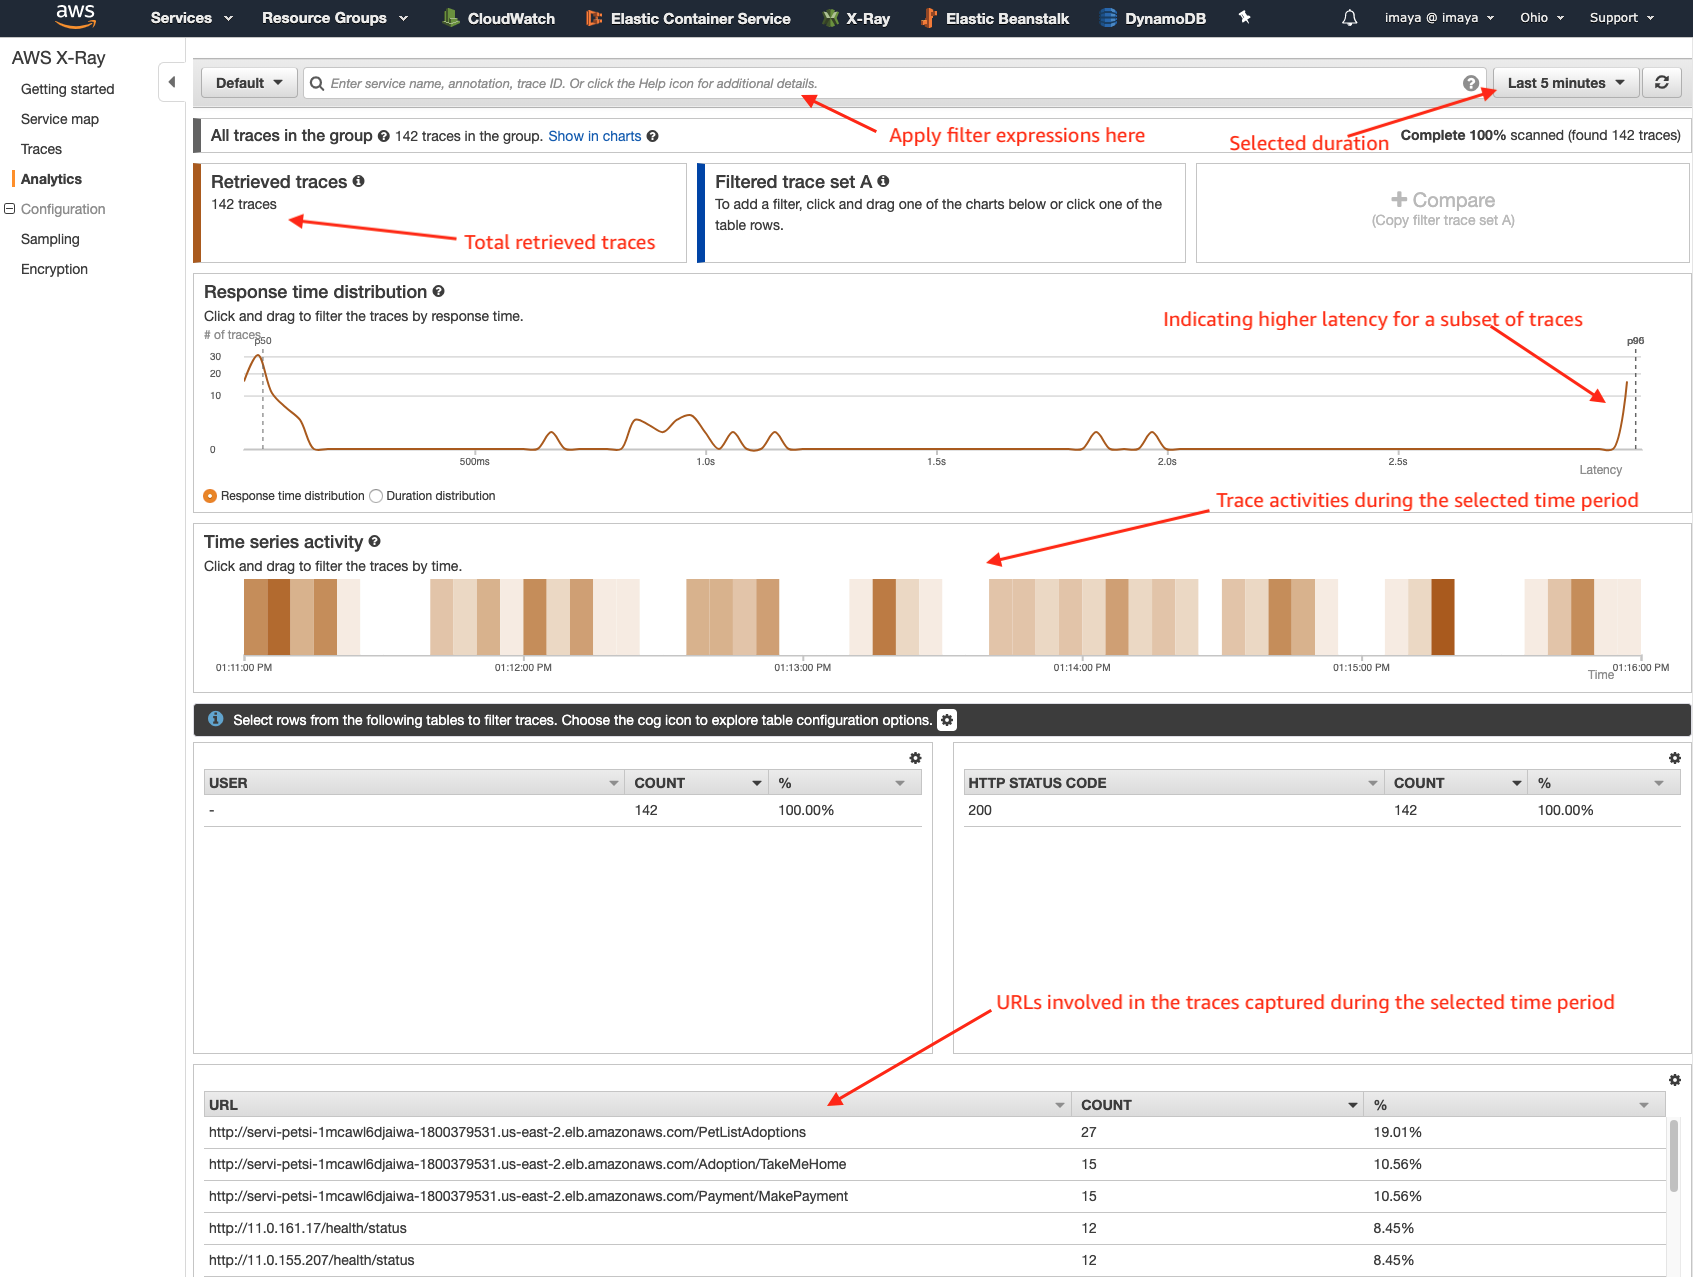 aws Services Resource Groups CloudWatch Elastic Container Service X-Ray Elastic Beanstalk DynamoDB imaya @ imaya Ohio Support
AWS X-Ray
Getting started
Service map
Traces
Analytics
Configuration
Sampling
Encryption
Default Enter service name, annotation, trace ID. Or click the Help icon for additional details. Last 5 minutes
Apply filter expressions here
Selected duration
All traces in the group 142 traces in the group. Show in charts Complete 100% scanned (found 142 traces)
Retrieved traces
142 traces
Total retrieved traces
Filtered trace set A
To add a filter, click and drag one of the charts below or click one of the
table rows.
Compare
(Copy filter trace set A)
Response time distribution
Click and drag to filter the traces by response time.
Indicating higher latency for a subset of traces
# of traces
p50
30
20
10
0
500ms 1.0s 1.5s 2.0s 2.5s
Latency
Response time distribution Duration distribution
Trace activities during the selected time period
Time series activity
Click and drag to filter the traces by time.
01:11:00 PM 01:12:00 PM 01:13:00 PM 01:14:00 PM 01:15:00 PM 01:16:00 PM
Time
Select rows from the following tables to filter traces. Choose the cog icon to explore table configuration options.
USER COUNT %
- 142 100.00%
HTTP STATUS CODE COUNT %
200 142 100.00%
URLs involved in the traces captured during the selected time period
URL COUNT %
http://servi-petsi-1mcawl6djaiwa-1800379531.us-east-2.elb.amazonaws.com/PetListAdoptions 27 19.01%
http://servi-petsi-1mcawl6djaiwa-1800379531.us-east-2.elb.amazonaws.com/Adoption/TakeMeHome 15 10.56%
http://servi-petsi-1mcawl6djaiwa-1800379531.us-east-2.elb.amazonaws.com/Payment/MakePayment 15 10.56%
http://11.0.161.17/health/status 12 8.45%
http://11.0.155.207/health/status 12 8.45%